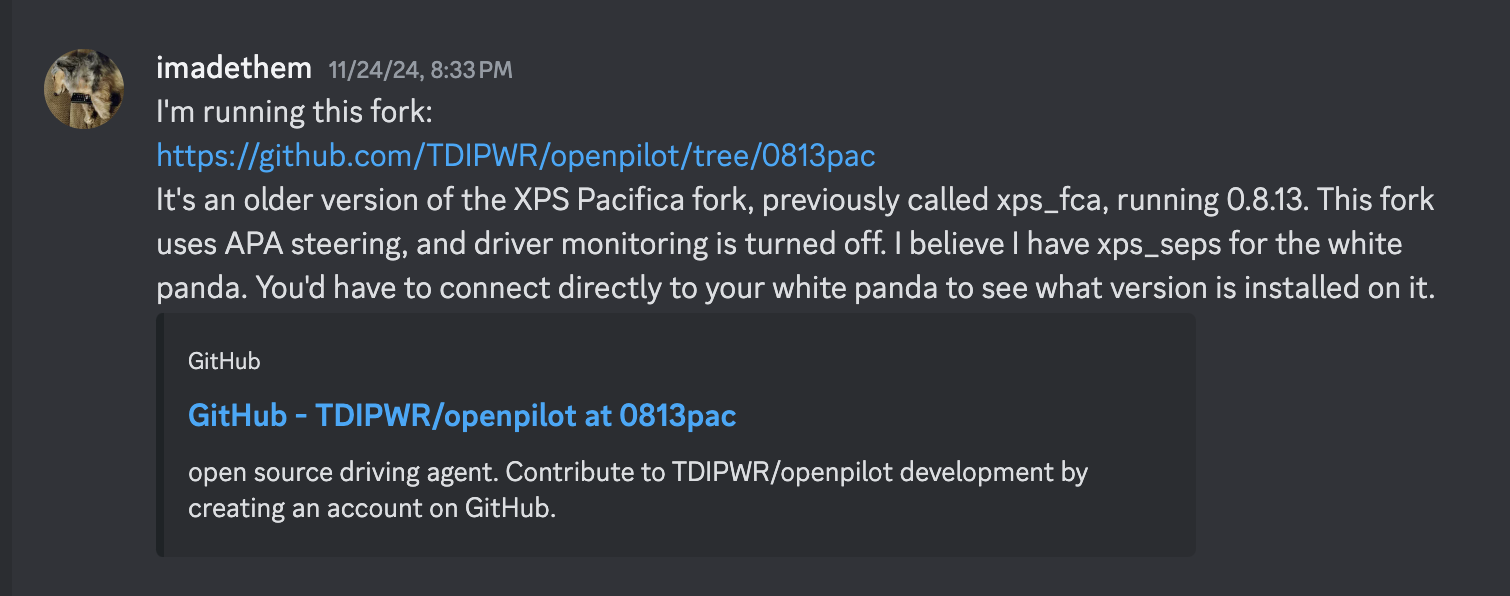 imadethem 11/24/24, 8:33 PM
I'm running this fork:
https://github.com/TDIPWR/openpilot/tree/0813pac
It's an older version of the XPS Pacifica fork, previously called xps_fca, running 0.8.13. This fork
uses APA steering, and driver monitoring is turned off. I believe I have xps_seps for the white
panda. You'd have to connect directly to your white panda to see what version is installed on it.
GitHub
GitHub - TDIPWR/openpilot at 0813pac
open source driving agent. Contribute to TDIPWR/openpilot development by
creating an account on GitHub.